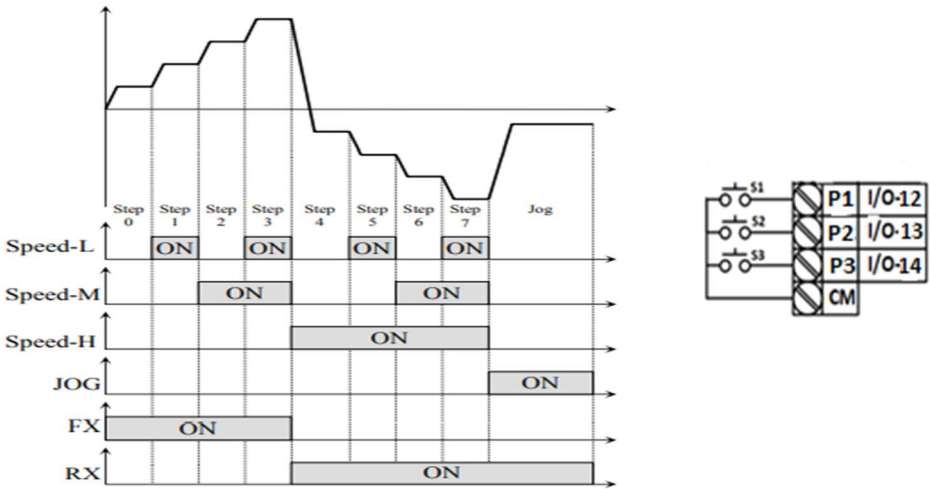 Step 0
Step 1
Step 2
Step 3
Step 4
Step 5
Step 6
Step 7
Jog
Speed-L
ON
ON
ON
ON
Speed-M
ON
ON
Speed-H
ON
JOG
ON
FX
ON
RX
ON
S1
P1 I/O-12
S2
P2 I/O-13
S3
P3 I/O-14
CM